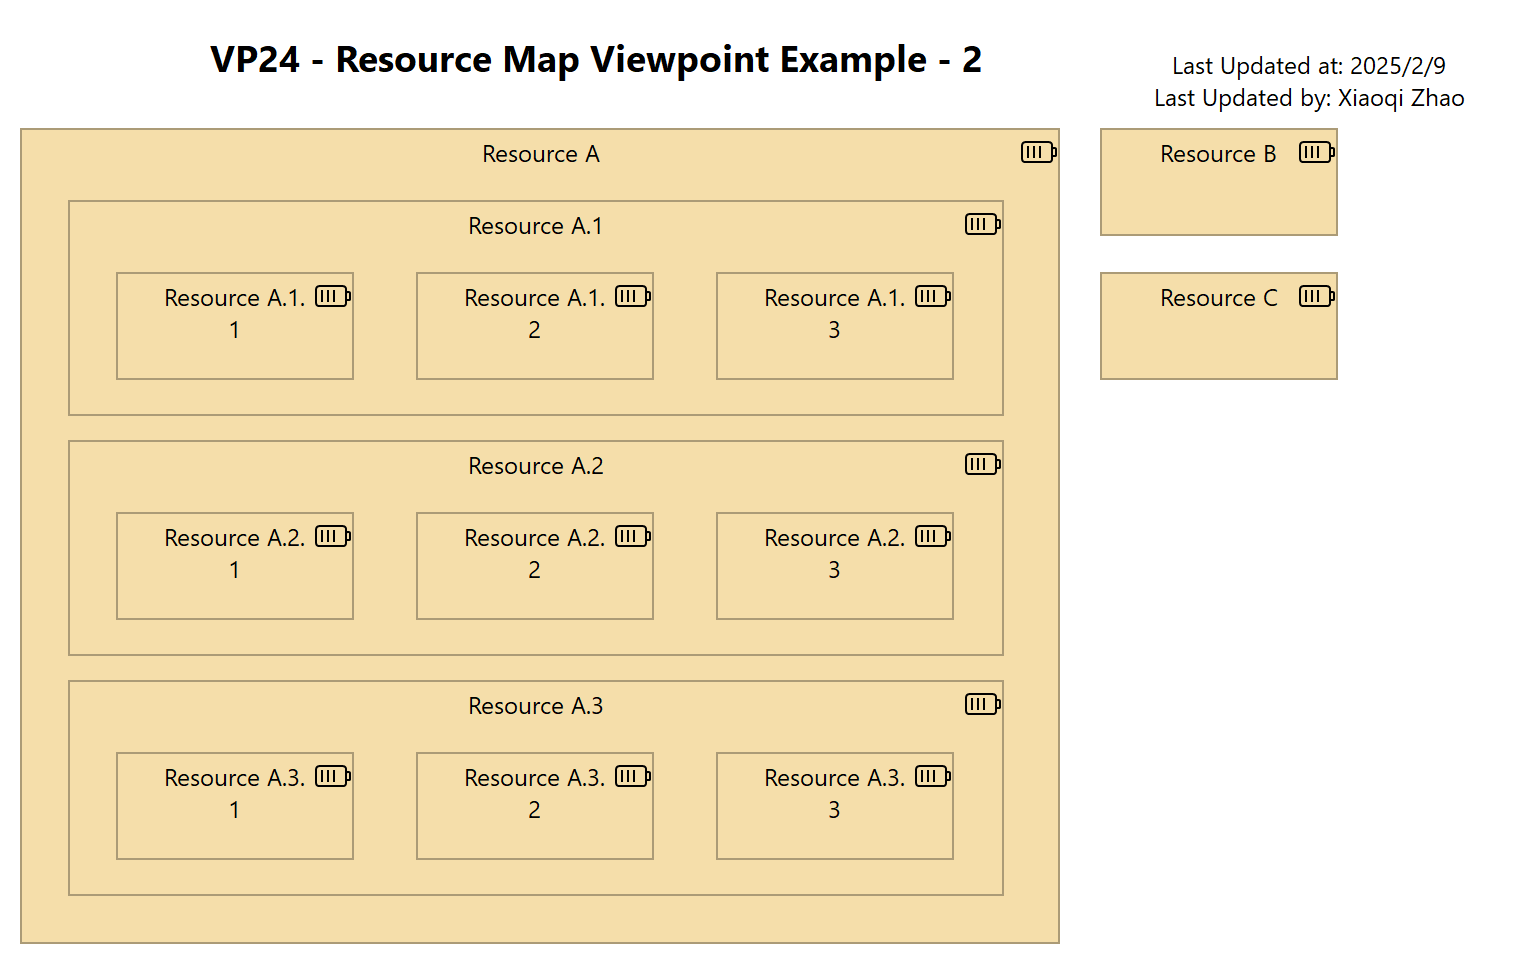 VP24 - Resource Map Viewpoint Example - 2
Last Updated at: 2025/2/9
Last Updated by: Xiaoqi Zhao
Resource A
Resource A.1
Resource A.1.
1
Resource A.1.
2
Resource A.1.
3
Resource A.2
Resource A.2.
1
Resource A.2.
2
Resource A.2.
3
Resource A.3
Resource A.3.
1
Resource A.3.
2
Resource A.3.
3
Resource B
Resource C